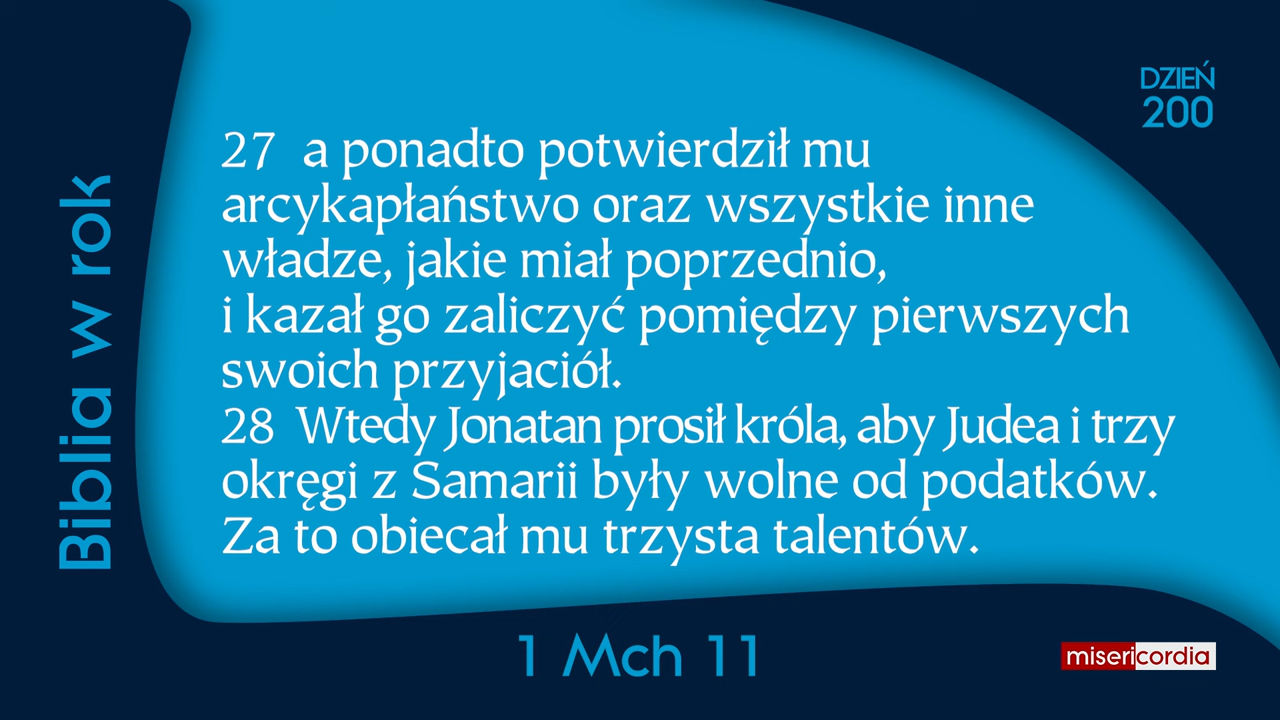 DZIEŃ
200
27 a ponadto potwierdził mu
arcykapłaństwo oraz wszystkie inne
władze, jakie miał poprzednio,
i kazał go zaliczyć pomiędzy pierwszych
swoich przyjaciół.
28 Wtedy Jonatan prosił króla, aby Judea i trzy
okręgi z Samarii były wolne od podatków.
Za to obiecał mu trzysta talentów.
Biblia w rok
1 Mch 11
misericordia